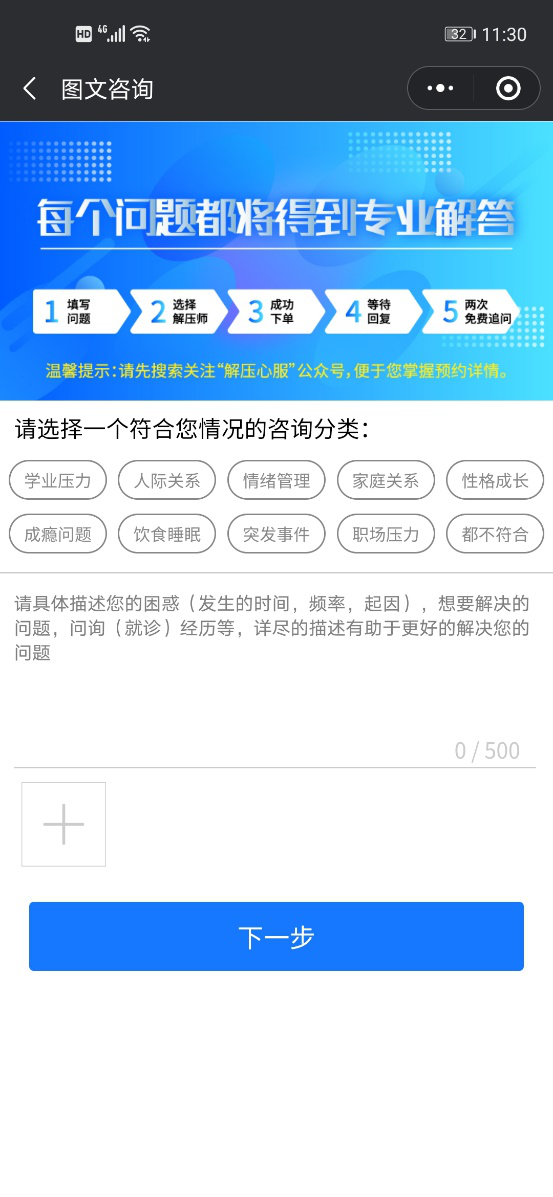 HD 4G 32 11:30
图文咨询
每个问题都将得到专业解答
1 填写问题 2 选择解压师 3 成功下单 4 等待回复 5 两次免费追问
温馨提示:请先搜索关注“解压心服”公众号,便于您掌握预约详情。
请选择一个符合您情况的咨询分类：
学业压力 人际关系 情绪管理 家庭关系 性格成长
成瘾问题 饮食睡眠 突发事件 职场压力 都不符合
请具体描述您的困惑（发生的时间，频率，起因），想要解决的
问题，问询（就诊）经历等，详尽的描述有助于更好的解决您的
问题
0 / 500
下一步